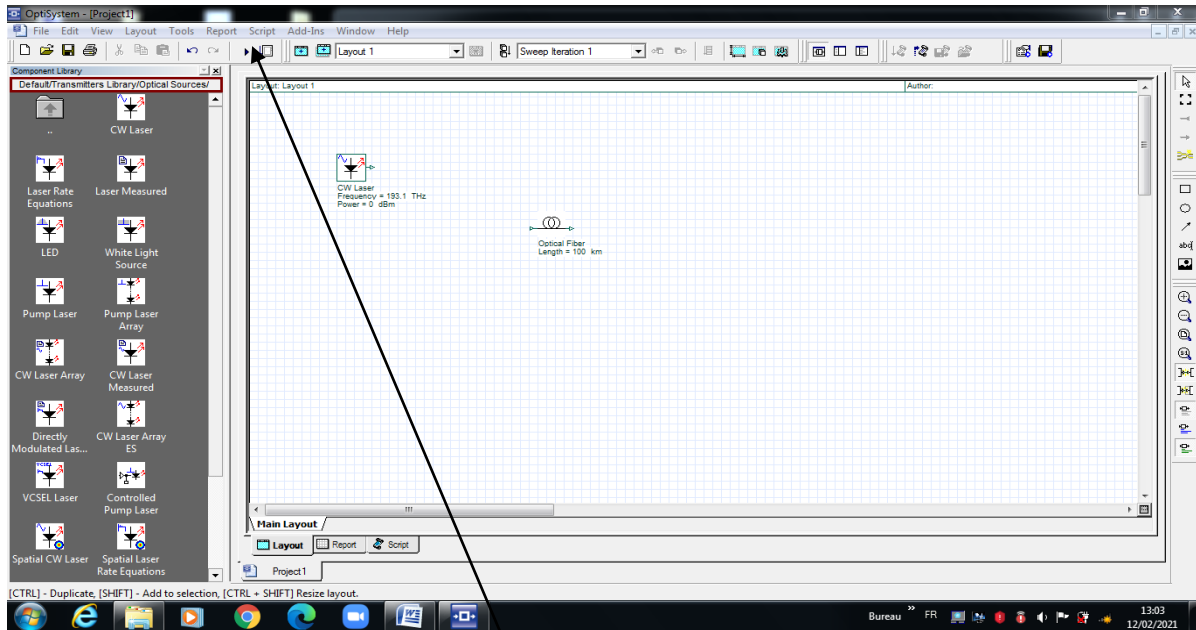 OptiSystem - [Project1]
File Edit View Layout Tools Report Script Add-Ins Window Help
Layout 1
Sweep Iteration 1
Component Library
Default/Transmitters Library/Optical Sources/
..
CW Laser
Laser Rate
Equations
Laser Measured
LED
White Light
Source
Pump Laser
Pump Laser
Array
CW Laser Array
CW Laser
Measured
Directly
Modulated Las...
CW Laser Array
ES
VCSEL Laser
Controlled
Pump Laser
Spatial CW Laser
Spatial Laser
Rate Equations
Layout: Layout 1
Author:
CW Laser
Frequency = 193.1 THz
Power = 0 dBm
Optical Fiber
Length = 100 km
Main Layout
Layout Report Script
Project1
[CTRL] - Duplicate, [SHIFT] - Add to selection, [CTRL + SHIFT] Resize layout.
Bureau » FR
13:03
12/02/2021